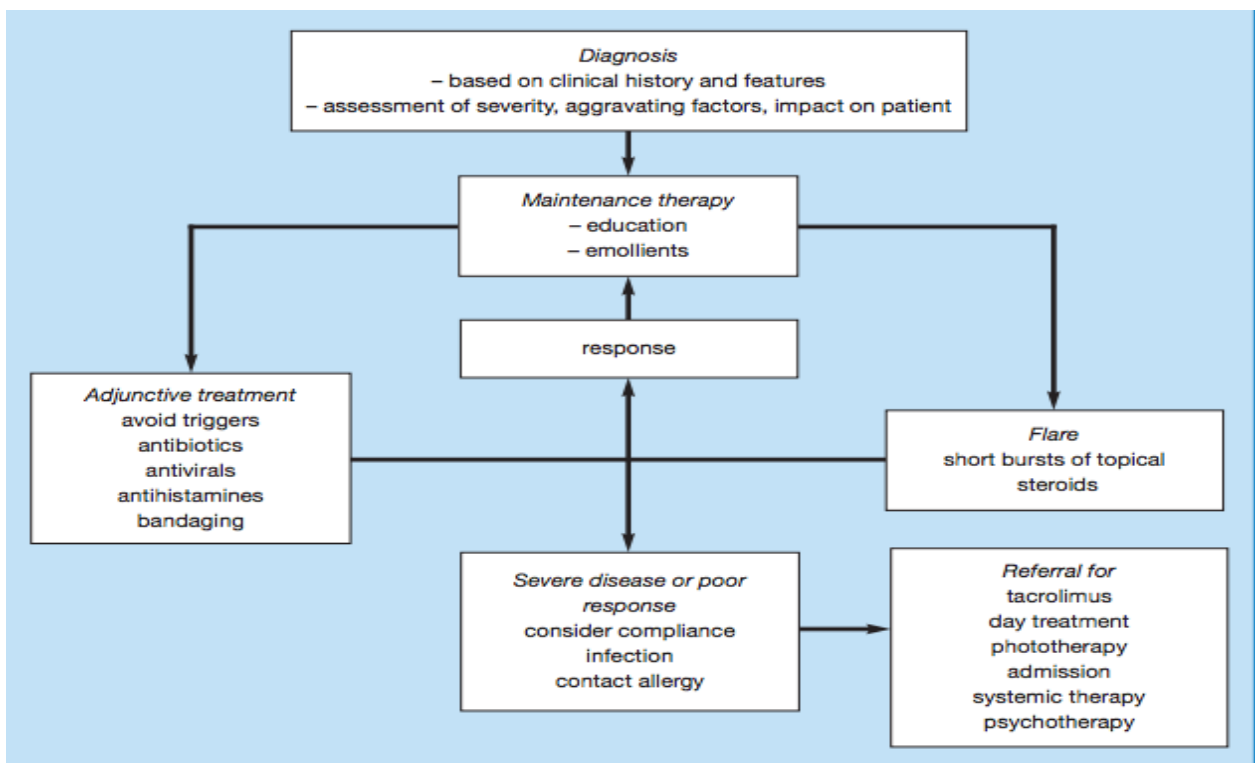 Diagnosis
– based on clinical history and features
– assessment of severity, aggravating factors, impact on patient
Maintenance therapy
– education
– emollients
response
Adjunctive treatment
avoid triggers
antibiotics
antivirals
antihistamines
bandaging
Flare
short bursts of topical
steroids
Severe disease or poor
response
consider compliance
infection
contact allergy
Referral for
tacrolimus
day treatment
phototherapy
admission
systemic therapy
psychotherapy